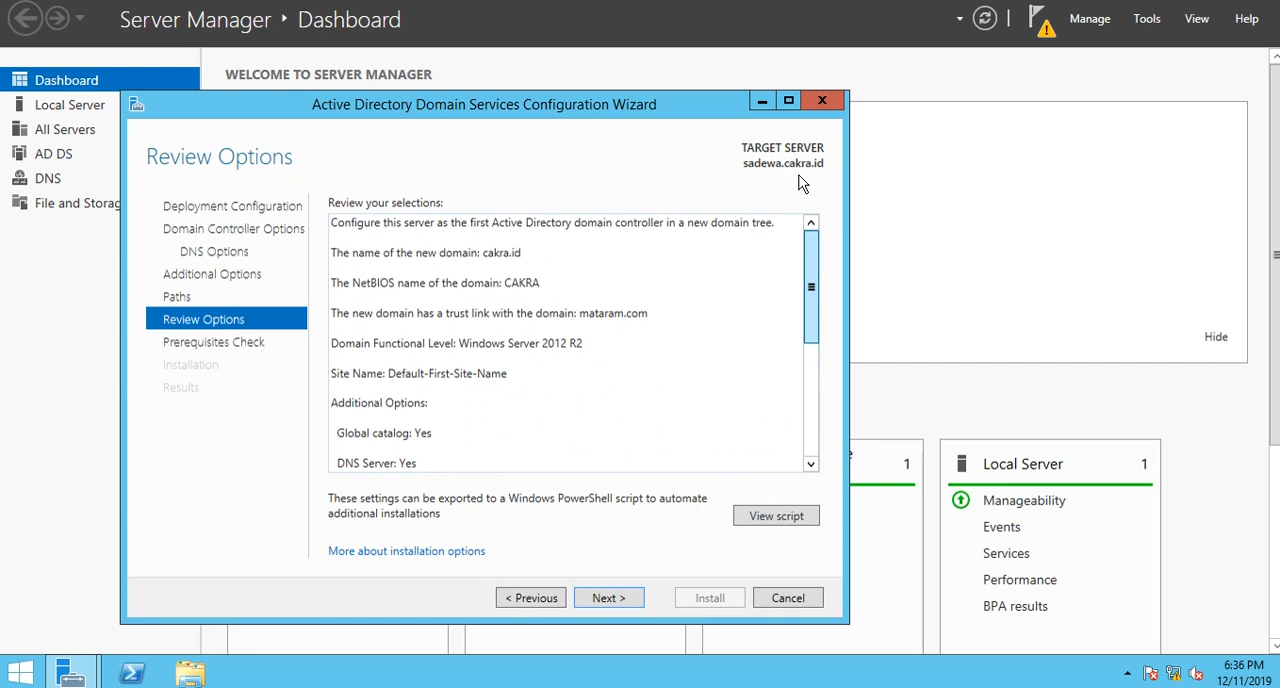 Server Manager ‣ Dashboard
Manage Tools View Help
Dashboard
Local Server
All Servers
AD DS
DNS
File and Storag
WELCOME TO SERVER MANAGER
Active Directory Domain Services Configuration Wizard
Review Options
TARGET SERVER
sadewa.cakra.id
Deployment Configuration
Domain Controller Options
DNS Options
Additional Options
Paths
Review Options
Prerequisites Check
Installation
Results
Review your selections:
Configure this server as the first Active Directory domain controller in a new domain tree.
The name of the new domain: cakra.id
The NetBIOS name of the domain: CAKRA
The new domain has a trust link with the domain: mataram.com
Domain Functional Level: Windows Server 2012 R2
Site Name: Default-First-Site-Name
Additional Options:
Global catalog: Yes
DNS Server: Yes
These settings can be exported to a Windows PowerShell script to automate
additional installations
View script
More about installation options
< Previous
Next >
Install
Cancel
Hide
1
Local Server 1
Manageability
Events
Services
Performance
BPA results
6:36 PM
12/11/2019